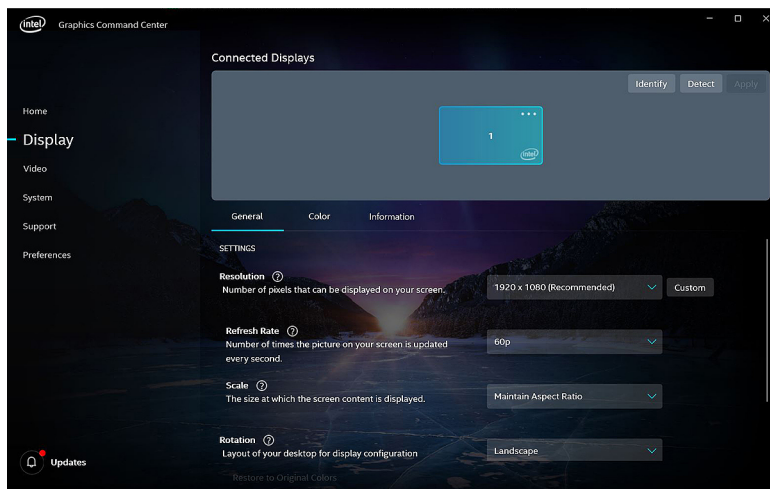 intel Graphics Command Center
Connected Displays
Identify Detect Apply
1
intel
Home
Display
Video
System
Support
Preferences
Updates
General Color Information
SETTINGS
Resolution ?
Number of pixels that can be displayed on your screen.
1920 x 1080 (Recommended) Custom
Refresh Rate ?
Number of times the picture on your screen is updated
every second.
60p
Scale ?
The size at which the screen content is displayed.
Maintain Aspect Ratio
Rotation ?
Layout of your desktop for display configuration
Landscape
Restore to Original Colors